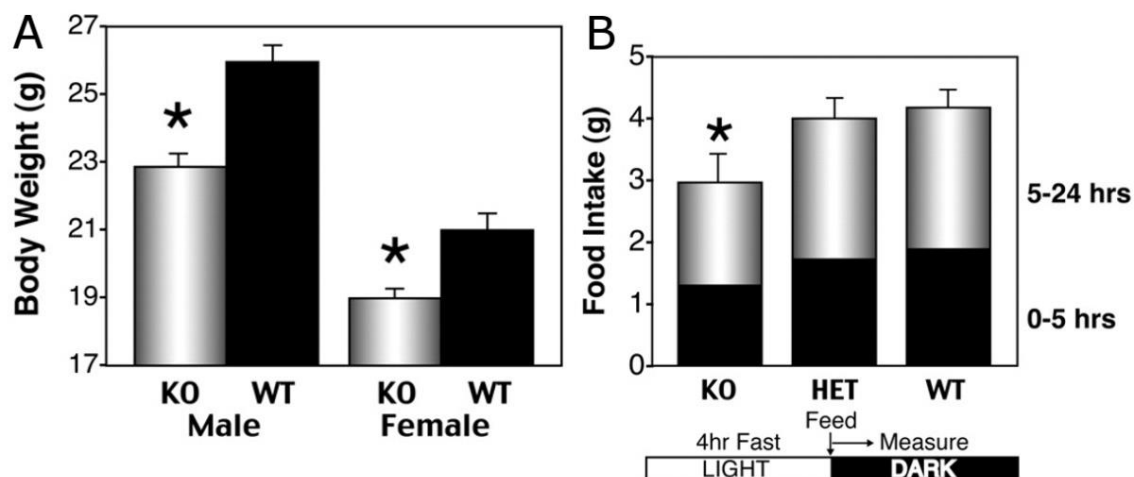 A
Body Weight (g)
27
25
23
21
19
17
*
*
KO WT KO WT
Male Female
B
Food Intake (g)
5
4
3
2
1
0
*
5-24 hrs
0-5 hrs
KO HET WT
Feed
4hr Fast Measure
LIGHT DARK